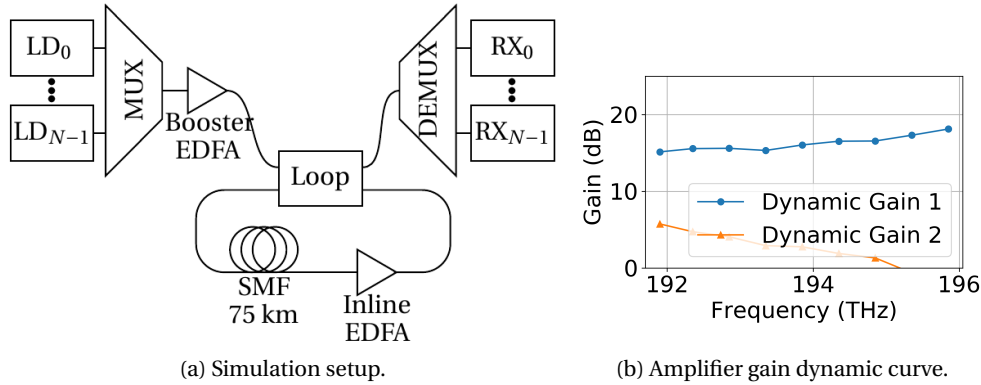 LD0
LDN−1
MUX
Booster
EDFA
Loop
SMF
75 km
Inline
EDFA
DEMUX
RX0
RXN−1
(a) Simulation setup.
Gain (dB)
20
10
0
Dynamic Gain 1
Dynamic Gain 2
192
194
196
Frequency (THz)
(b) Amplifier gain dynamic curve.